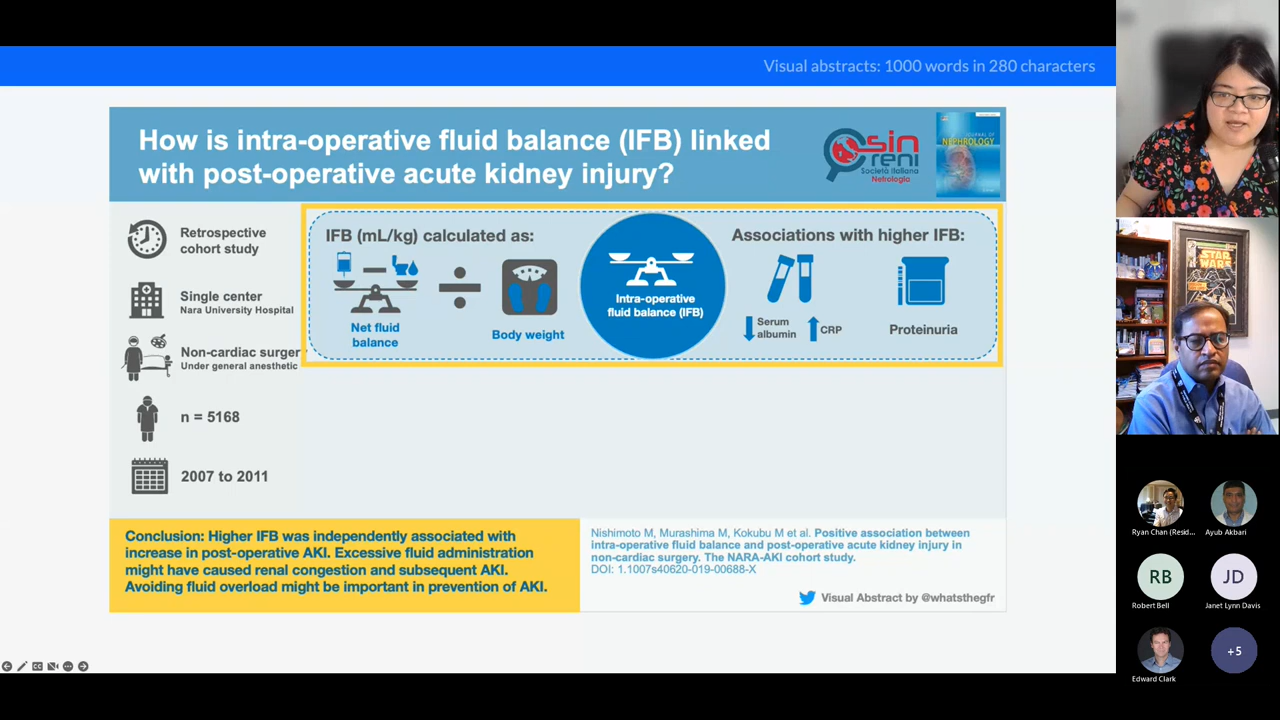 Visual abstracts: 1000 words in 280 characters
How is intra-operative fluid balance (IFB) linked
with post-operative acute kidney injury?
sin
reni
Società Italiana
Nefrologia
JOURNAL OF
NEPHROLOGY
Retrospective
cohort study
Single center
Nara University Hospital
Non-cardiac surger
Under general anesthetic
n = 5168
2007 to 2011
IFB (mL/kg) calculated as:
Net fluid
balance
Body weight
Intra-operative
fluid balance (IFB)
Associations with higher IFB:
Serum
albumin
CRP
Proteinuria
Conclusion: Higher IFB was independently associated with
increase in post-operative AKI. Excessive fluid administration
might have caused renal congestion and subsequent AKI.
Avoiding fluid overload might be important in prevention of AKI.
Nishimoto M, Murashima M, Kokubu M et al. Positive association between
intra-operative fluid balance and post-operative acute kidney injury in
non-cardiac surgery. The NARA-AKI cohort study.
DOI: 1.1007s40620-019-00688-X
Visual Abstract by @whatsthegfr
STAR
WARS
Ryan Chan (Resid...
Ayub Akbari
RB
Robert Bell
JD
Janet Lynn Davis
Edward Clark
+5